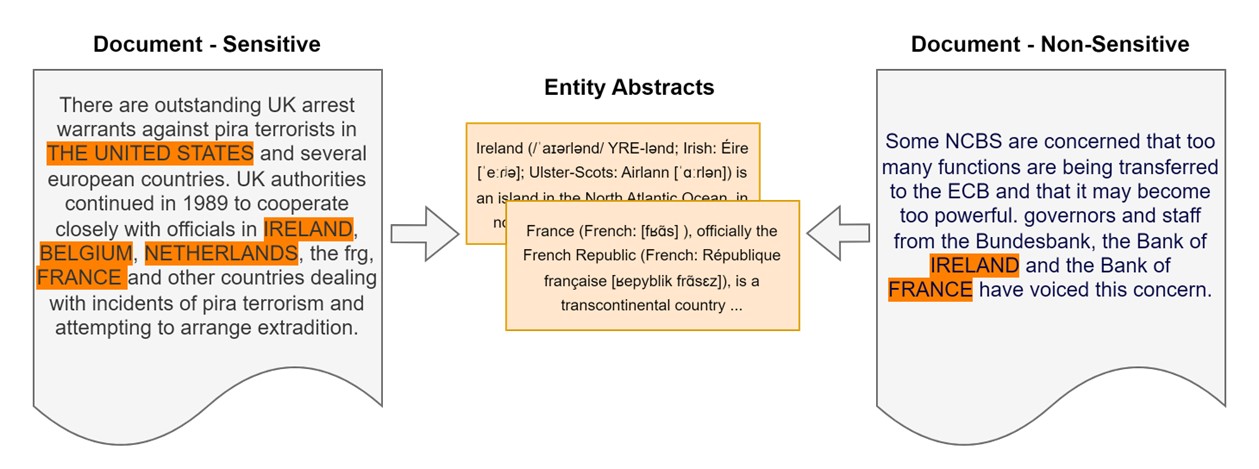 Document - Sensitive
There are outstanding UK arrest
warrants against pira terrorists in
THE UNITED STATES and several
european countries. UK authorities
continued in 1989 to cooperate
closely with officials in IRELAND,
BELGIUM, NETHERLANDS, the frg,
FRANCE and other countries dealing
with incidents of pira terrorism and
attempting to arrange extradition.
Entity Abstracts
Ireland (/ˈaɪərlənd/ YRE-lənd; Irish: Éire
[ˈeːɾʲə]; Ulster-Scots: Airlann [ˈɑːrlən]) is
an island in the North Atlantic Ocean, in
France (French: [fʁɑ̃s] ), officially the
French Republic (French: République
française [ʁepyblik frɑ̃sɛz]), is a
transcontinental country ...
Document - Non-Sensitive
Some NCBS are concerned that too
many functions are being transferred
to the ECB and that it may become
too powerful. governors and staff
from the Bundesbank, the Bank of
IRELAND and the Bank of
FRANCE have voiced this concern.